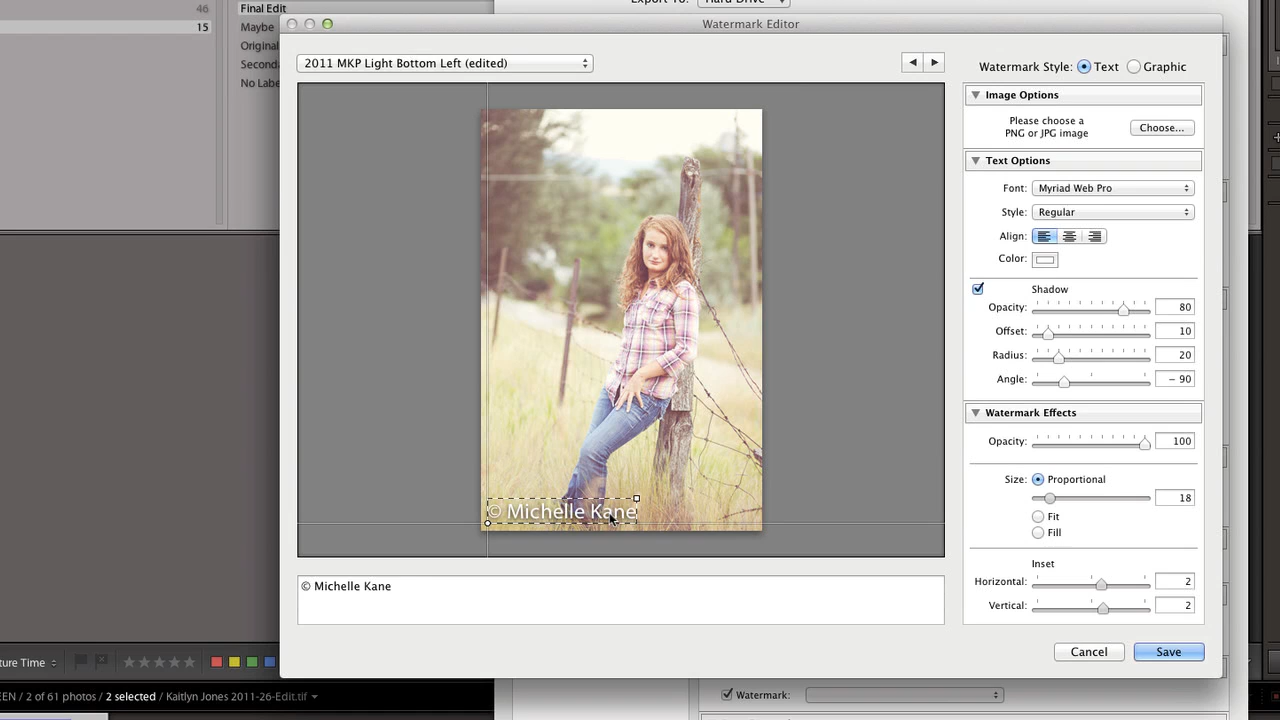 46
Final Edit
Export To: Hard Drive
15
Maybe
Original
Second
No Labe
Watermark Editor
2011 MKP Light Bottom Left (edited)
Watermark Style: Text Graphic
Image Options
Please choose a
PNG or JPG image
Choose...
Text Options
Font: Myriad Web Pro
Style: Regular
Align:
Color:
Shadow
Opacity: 80
Offset: 10
Radius: 20
Angle: − 90
Watermark Effects
Opacity: 100
Size: Proportional
18
Fit
Fill
Inset
Horizontal: 2
Vertical: 2
© Michelle Kane
© Michelle Kane
Cancel
Save
ture Time
EEN / 2 of 61 photos / 2 selected / Kaitlyn Jones 2011-26-Edit.tif
Watermark: